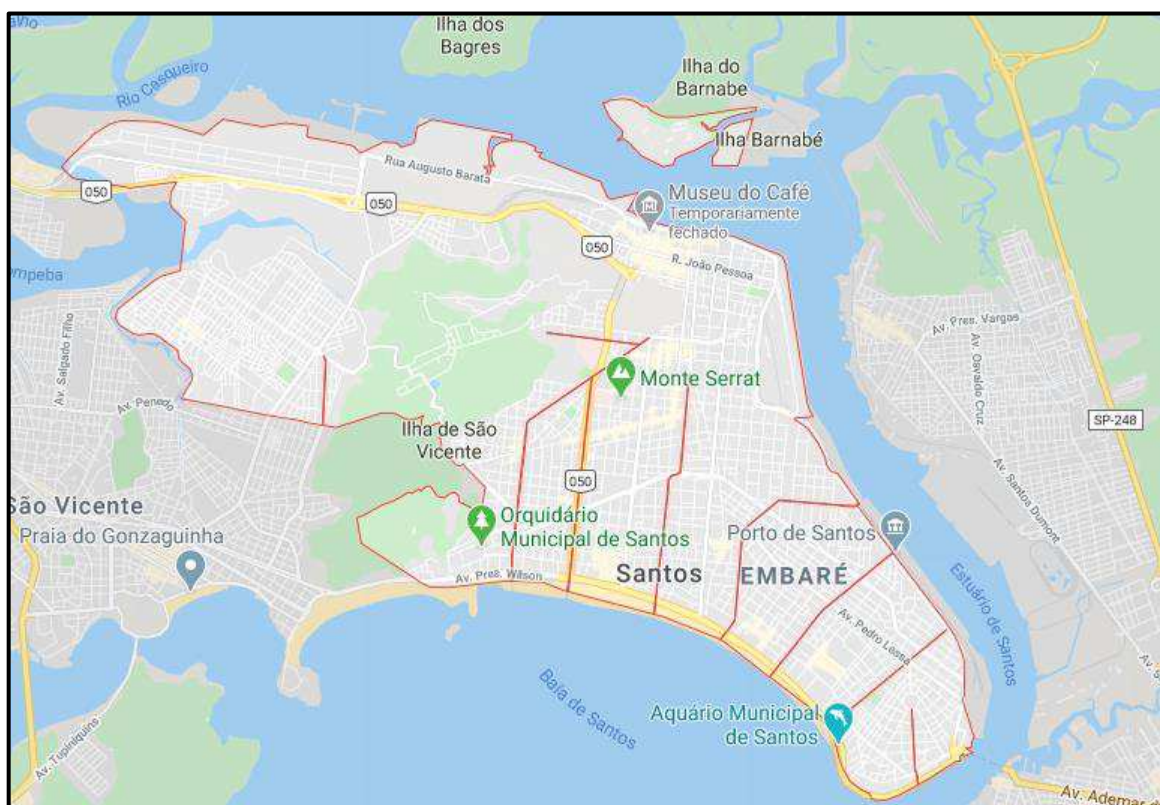 Ilha dos
Bagres
Rio Casqueiro
Ilha do
Barnabe
Ilha Barnabé
Rua Augusto Barata
050
050
Museu do Café
Temporariamente
fechado
050
R. João Pessoa
Av. Pres. Vargas
Av. Salgado Filho
Av. Osvaldo Cruz
Monte Serrat
Av. Penedo
SP-248
Ilha de São
Vicente
Av. Santos Dumont
050
São Vicente
Praia do Gonzaguinha
Orquidário
Municipal de Santos
Porto de Santos
Av. Pres. Wilson
Santos
EMBARÉ
Estuário de Santos
Av. Pedro Lessa
Baía de Santos
Aquário Municipal
de Santos
Av. Tupiniquins
Av. Ademar d